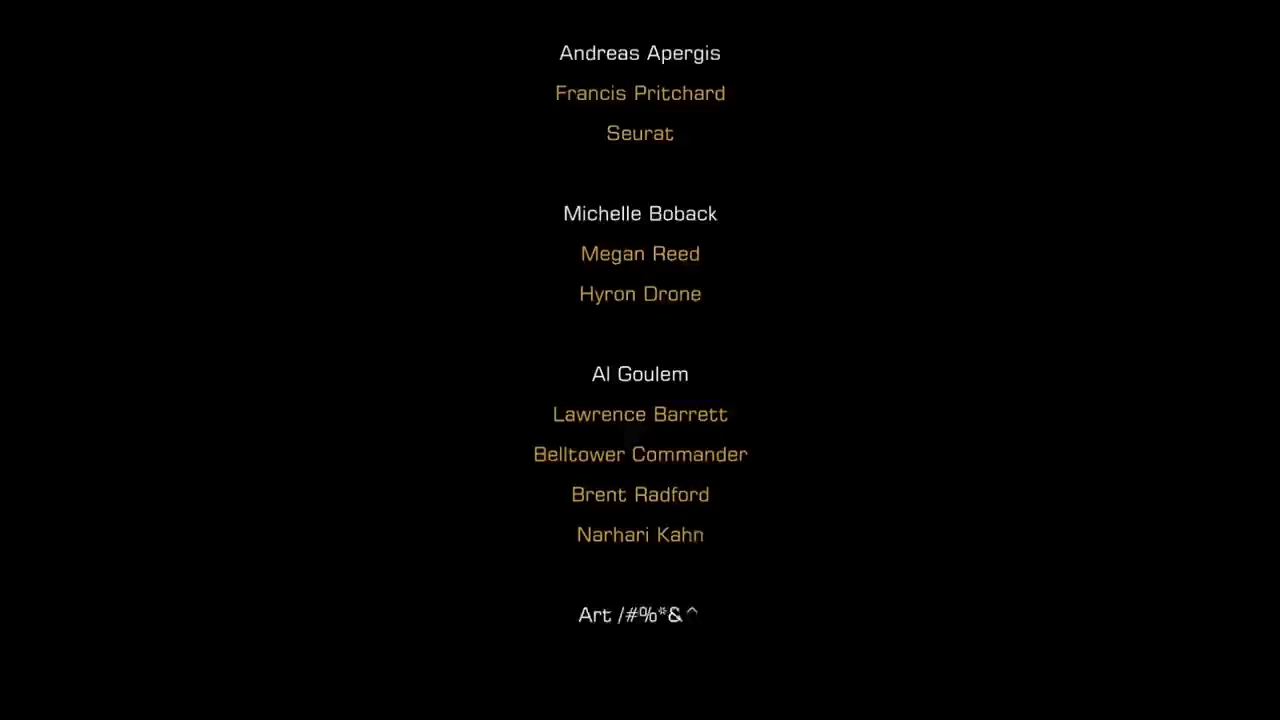 Andreas Apergis
Francis Pritchard
Seurat
Michelle Boback
Megan Reed
Hyron Drone
Al Goulem
Lawrence Barrett
Belltower Commander
Brent Radford
Narhari Kahn
Art /#%*& ^